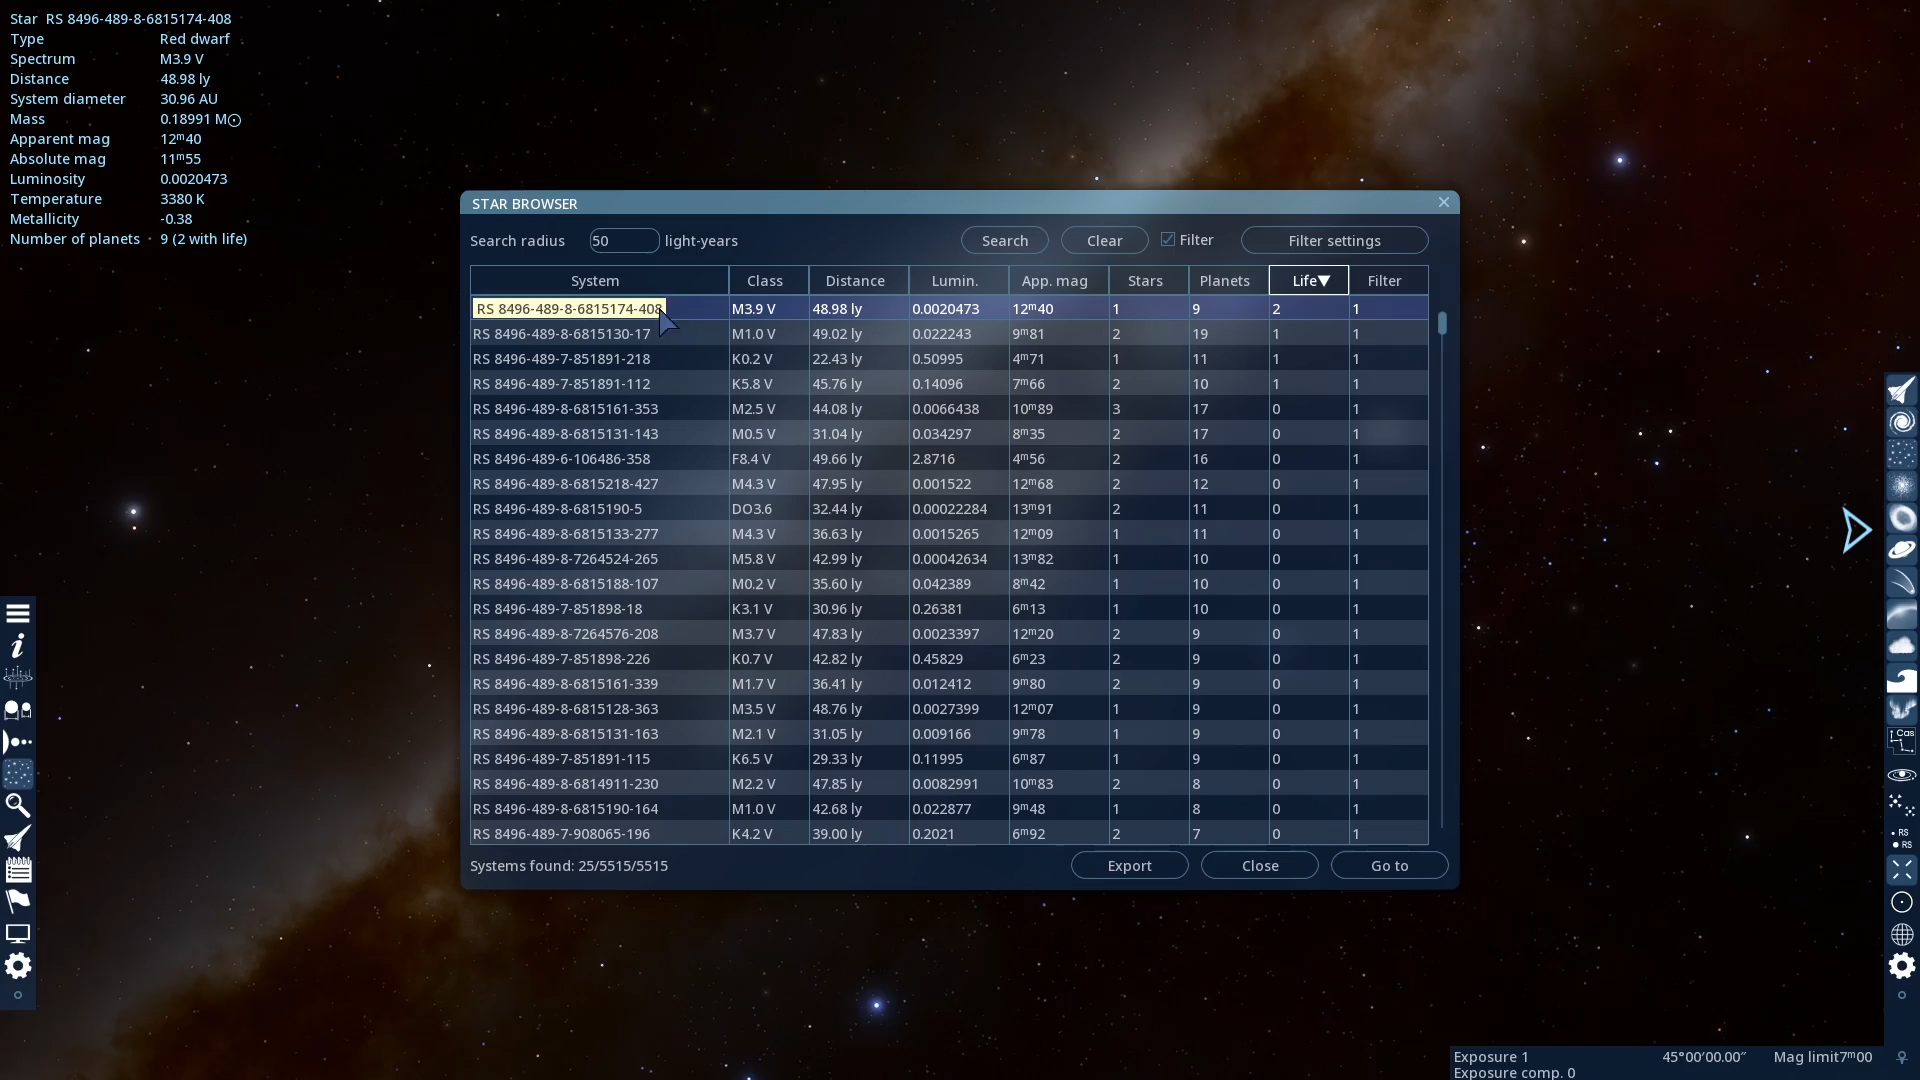 Star RS 8496-489-8-6815174-408
Type Red dwarf
Spectrum M3.9 V
Distance 48.98 ly
System diameter 30.96 AU
Mass 0.18991 M☉
Apparent mag 12ᵐ40
Absolute mag 11ᵐ55
Luminosity 0.0020473
Temperature 3380 K
Metallicity -0.38
Number of planets 9 (2 with life)
STAR BROWSER
Search radius 50 light-years Search Clear Filter Filter settings
System Class Distance Lumin. App. mag Stars Planets Life▼ Filter
RS 8496-489-8-6815174-408 M3.9 V 48.98 ly 0.0020473 12ᵐ40 1 9 2 1
RS 8496-489-8-6815130-17 M1.0 V 49.02 ly 0.022243 9ᵐ81 2 19 1 1
RS 8496-489-7-851891-218 K0.2 V 22.43 ly 0.50995 4ᵐ71 1 11 1 1
RS 8496-489-7-851891-112 K5.8 V 45.76 ly 0.14096 7ᵐ66 2 10 1 1
RS 8496-489-8-6815161-353 M2.5 V 44.08 ly 0.0066438 10ᵐ89 3 17 0 1
RS 8496-489-8-6815131-143 M0.5 V 31.04 ly 0.034297 8ᵐ35 2 17 0 1
RS 8496-489-6-106486-358 F8.4 V 49.66 ly 2.8716 4ᵐ56 2 16 0 1
RS 8496-489-8-6815218-427 M4.3 V 47.95 ly 0.001522 12ᵐ68 2 12 0 1
RS 8496-489-8-6815190-5 DO3.6 32.44 ly 0.00022284 13ᵐ91 2 11 0 1
RS 8496-489-8-6815133-277 M4.3 V 36.63 ly 0.0015265 12ᵐ09 1 11 0 1
RS 8496-489-8-7264524-265 M5.8 V 42.99 ly 0.00042634 13ᵐ82 1 10 0 1
RS 8496-489-8-6815188-107 M0.2 V 35.60 ly 0.042389 8ᵐ42 1 10 0 1
RS 8496-489-7-851898-18 K3.1 V 30.96 ly 0.26381 6ᵐ13 1 10 0 1
RS 8496-489-8-7264576-208 M3.7 V 47.83 ly 0.0023397 12ᵐ20 2 9 0 1
RS 8496-489-7-851898-226 K0.7 V 42.82 ly 0.45829 6ᵐ23 2 9 0 1
RS 8496-489-8-6815161-339 M1.7 V 36.41 ly 0.012412 9ᵐ80 2 9 0 1
RS 8496-489-8-6815128-363 M3.5 V 48.76 ly 0.0027399 12ᵐ07 1 9 0 1
RS 8496-489-8-6815131-163 M2.1 V 31.05 ly 0.009166 9ᵐ78 1 9 0 1
RS 8496-489-7-851891-115 K6.5 V 29.33 ly 0.11995 6ᵐ87 1 9 0 1
RS 8496-489-8-6814911-230 M2.2 V 47.85 ly 0.0082991 10ᵐ83 2 8 0 1
RS 8496-489-8-6815190-164 M1.0 V 42.68 ly 0.022877 9ᵐ48 1 8 0 1
RS 8496-489-7-908065-196 K4.2 V 39.00 ly 0.2021 6ᵐ92 2 7 0 1
Systems found: 25/5515/5515 Export Close Go to
Cas
RS
RS
Exposure 1 45°00′00.00″ Mag limit7ᵐ00
Exposure comp. 0